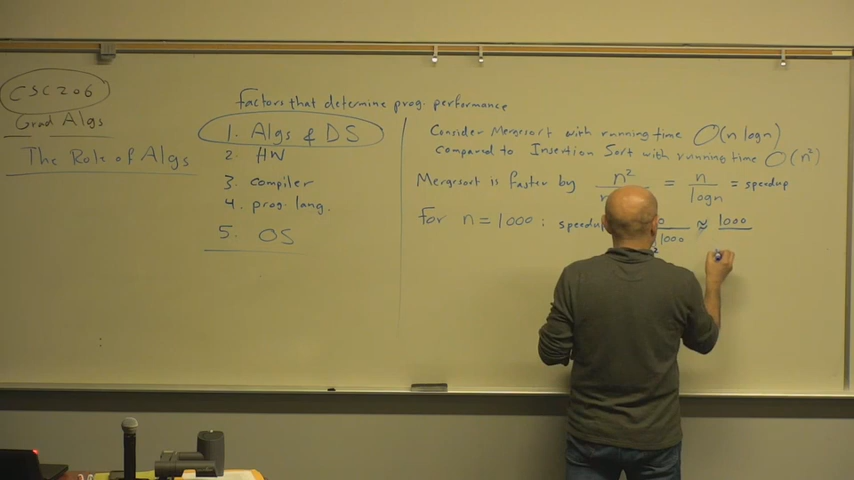 CSC 206
Grad Algs
The Role of Algs
Factors that determine prog. performance
1. Algs & DS
2. HW
3. compiler
4. prog. lang.
5. OS
Consider Mergesort with running time O(n logn)
compared to Insertion Sort with running time O(n²)
Mergesort is faster by n² / = n / logn = speedup
For n = 1000 : speedup 1000 ≈ 1000